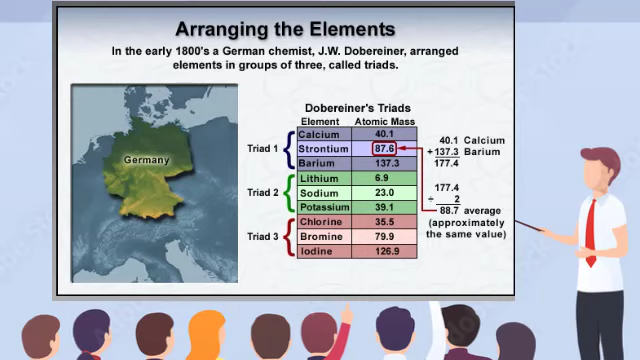 Arranging the Elements
In the early 1800's a German chemist, J.W. Dobereiner, arranged
elements in groups of three, called triads.
Germany
Dobereiner's Triads
Element Atomic Mass
Triad 1
Calcium 40.1
Strontium 87.6
Barium 137.3
Triad 2
Lithium 6.9
Sodium 23.0
Potassium 39.1
Triad 3
Chlorine 35.5
Bromine 79.9
Iodine 126.9
40.1 Calcium
+137.3 Barium
177.4
177.4
÷ 2
88.7 average
(approximately
the same value)